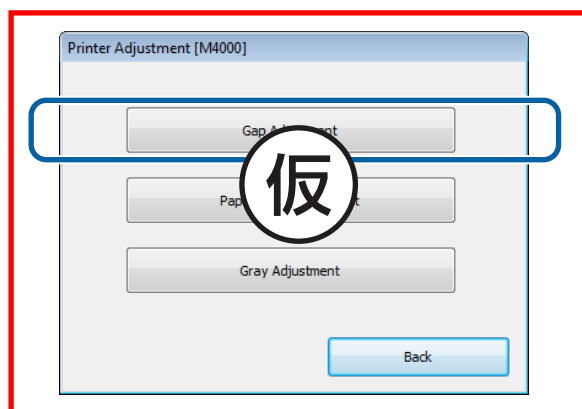 Printer Adjustment [M4000]
Gap
仮
Gray Adjustment
Back